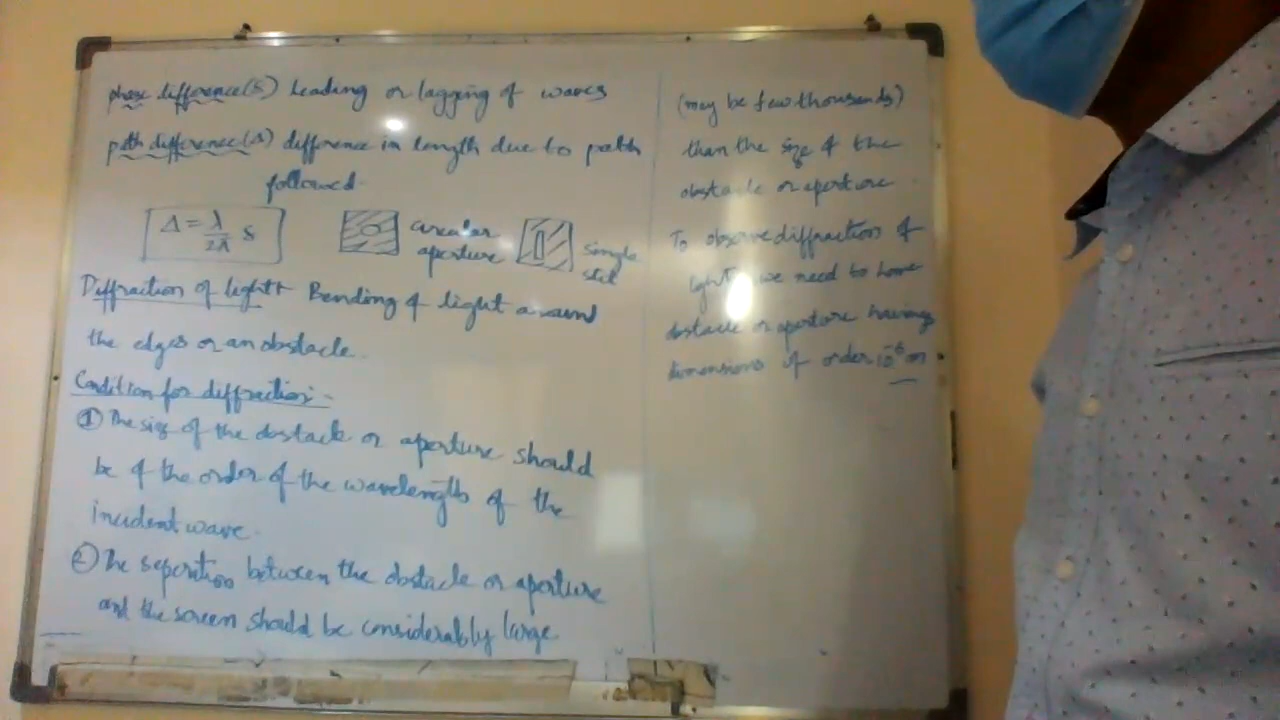 phase difference(δ) Leading or lagging of waves
path difference(Δ) difference in length due to path
followed.
Δ = λ/2λ δ
circular
aperture
single
slit
Diffraction of light Bending of light around
the edges or an obstacle.
Condition for diffraction:-
① The size of the obstacle or aperture should
be of the order of the wavelength of the
incident wave.
② The seperation between the obstacle or aperture
and the screen should be considerably large
(may be few thousands)
than the size of the
obstacle or aperture.
To observe diffraction of
light we need to have
obstacle or aperture having
dimensions of order 10⁻⁶ m